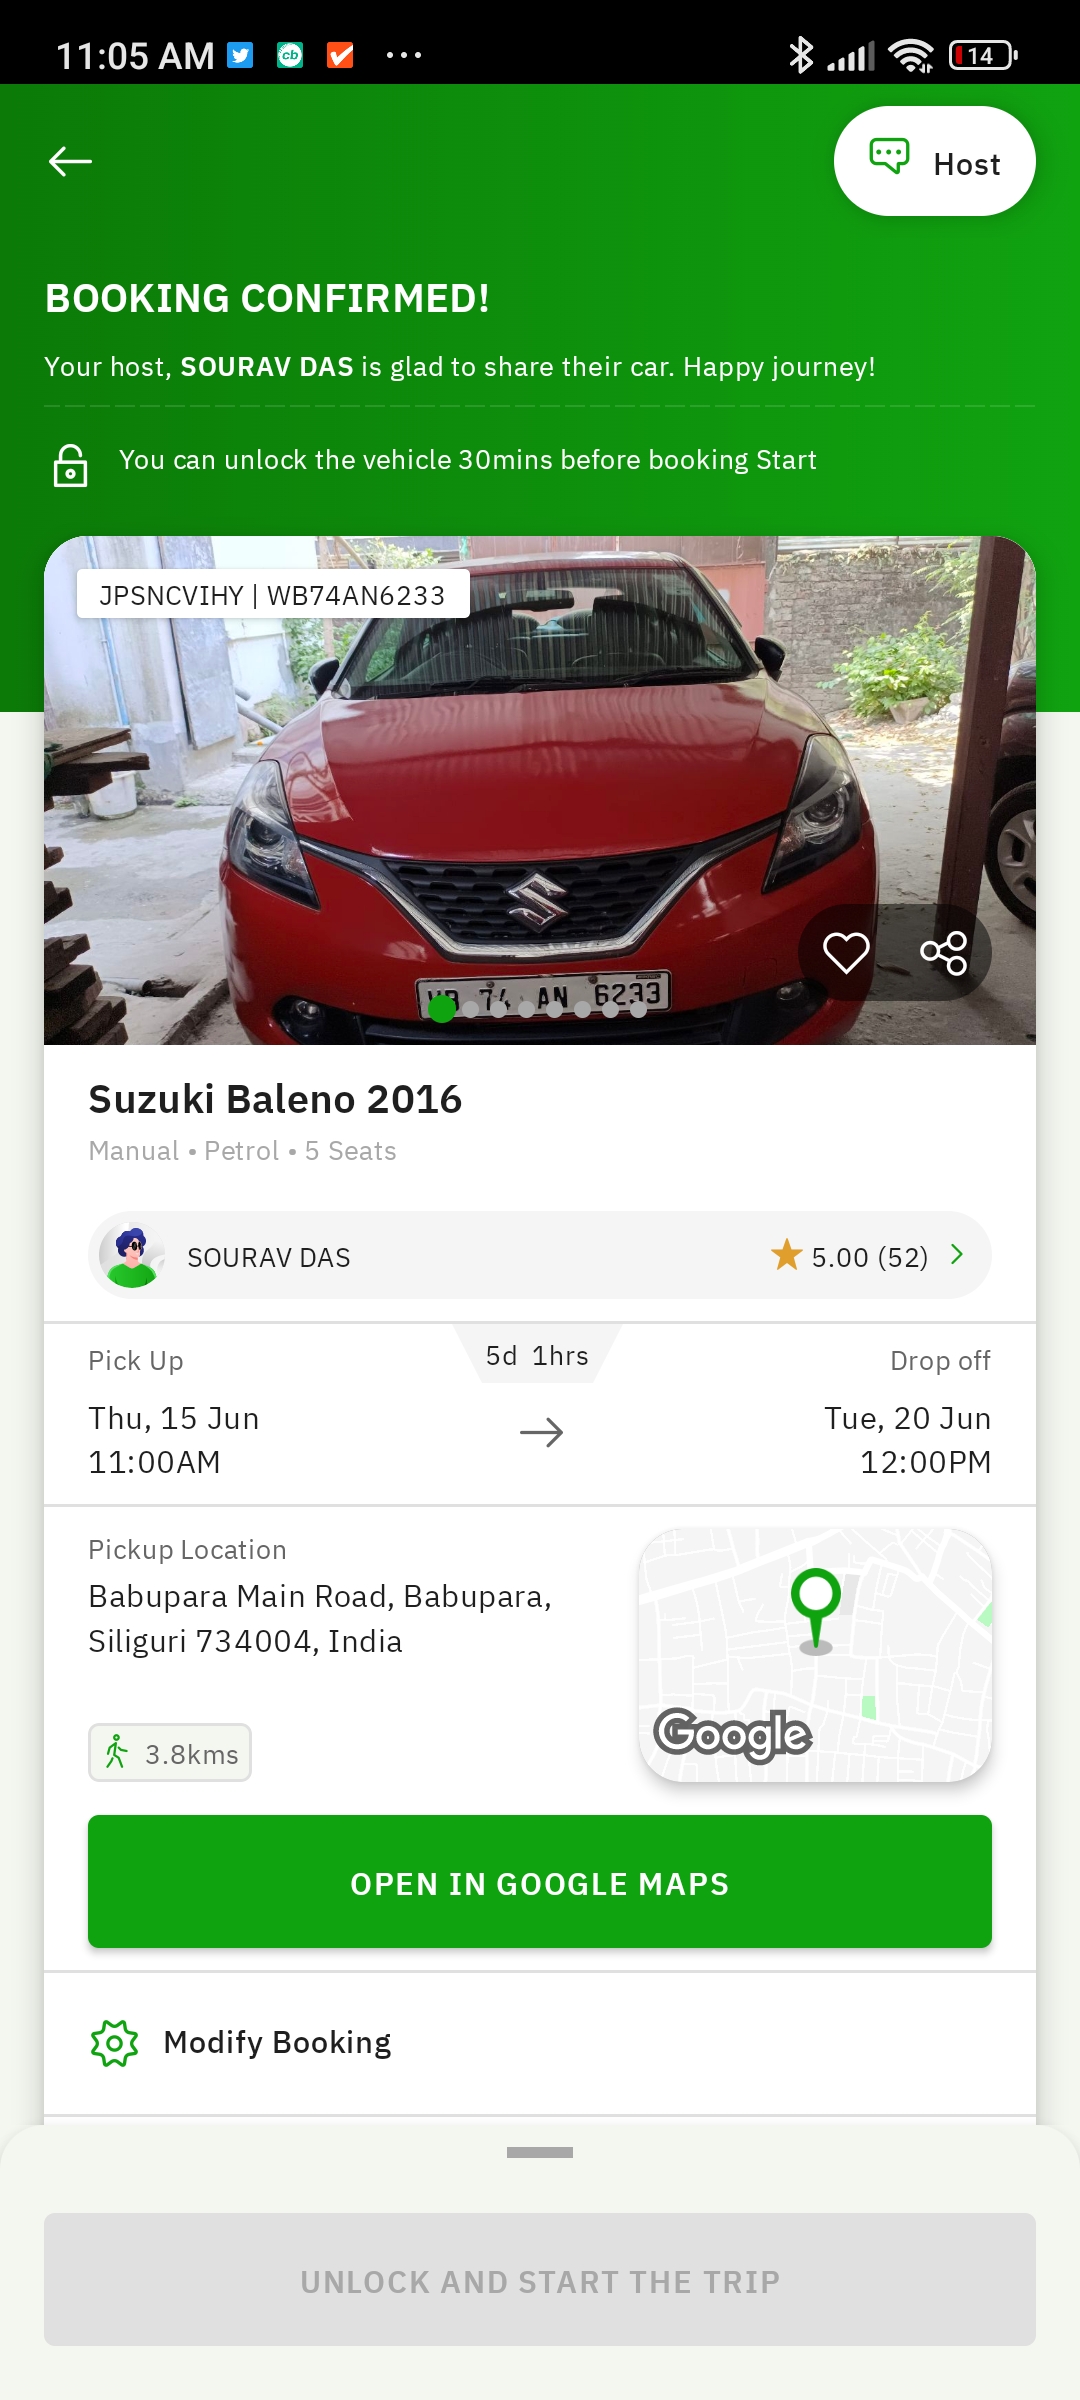 11:05 AM
cb
14
Host
BOOKING CONFIRMED!
Your host, SOURAV DAS is glad to share their car. Happy journey!
You can unlock the vehicle 30mins before booking Start
JPSNCVIHY | WB74AN6233
WB 74 AN 6233
Suzuki Baleno 2016
Manual • Petrol • 5 Seats
SOURAV DAS 5.00 (52)
5d 1hrs
Pick Up Drop off
Thu, 15 Jun Tue, 20 Jun
11:00AM 12:00PM
Pickup Location
Babupara Main Road, Babupara,
Siliguri 734004, India
3.8kms
Google
OPEN IN GOOGLE MAPS
Modify Booking
UNLOCK AND START THE TRIP